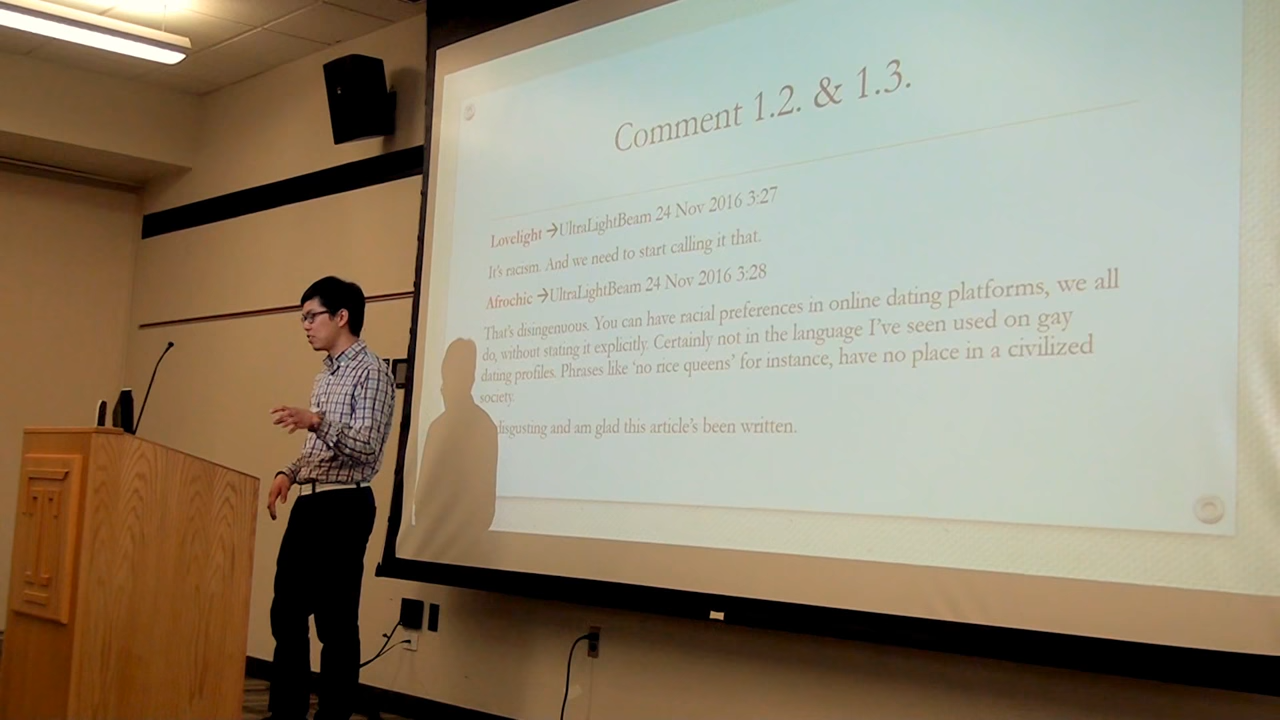 Comment 1.2. & 1.3.
Lovelight →UltraLightBeam 24 Nov 2016 3:27
It's racism. And we need to start calling it that.
Afrochic →UltraLightBeam 24 Nov 2016 3:28
That's disingenuous. You can have racial preferences in online dating platforms, we all
do, without stating it explicitly. Certainly not in the language I've seen used on gay
dating profiles. Phrases like 'no rice queens' for instance, have no place in a civilized
society.
disgusting and am glad this article's been written.
T